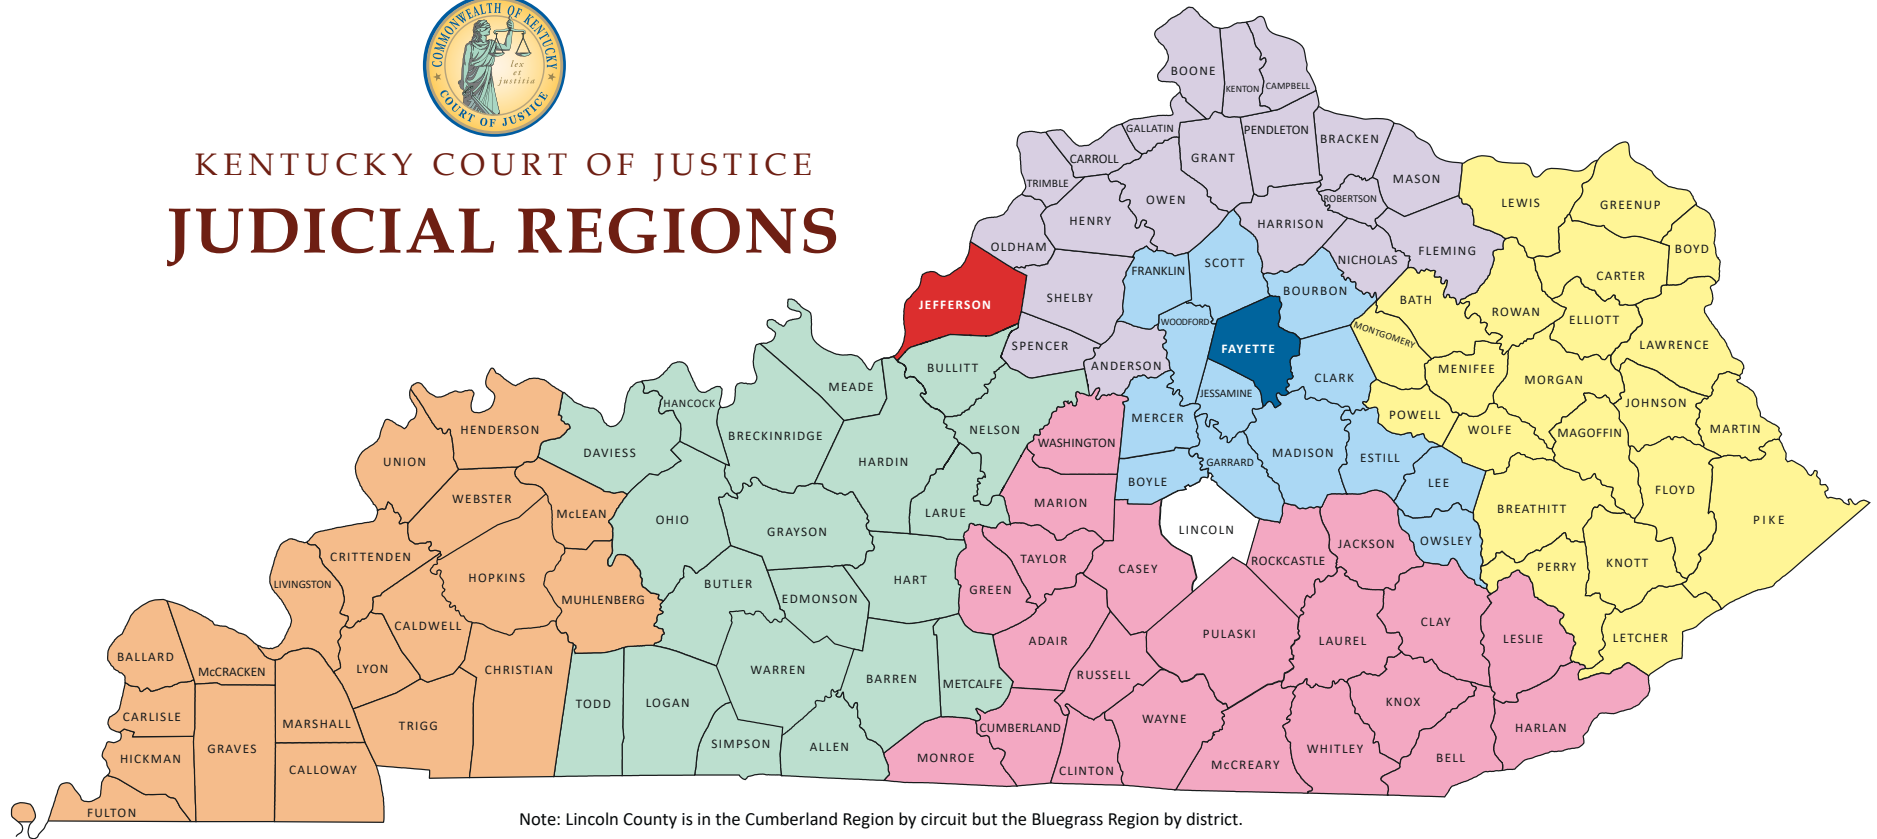 COMMONWEALTH OF KENTUCKY
lex
et
justitia
COURT OF JUSTICE
KENTUCKY COURT OF JUSTICE
JUDICIAL REGIONS
BOONE
KENTON
CAMPBELL
GALLATIN
PENDLETON
BRACKEN
CARROLL
GRANT
TRIMBLE
MASON
OWEN
ROBERTSON
LEWIS
GREENUP
HENRY
HARRISON
OLDHAM
FLEMING
BOYD
FRANKLIN
SCOTT
NICHOLAS
CARTER
JEFFERSON
SHELBY
BOURBON
BATH
ROWAN
ELLIOTT
WOODFORD
MONTGOMERY
SPENCER
FAYETTE
LAWRENCE
BULLITT
ANDERSON
CLARK
MENIFEE
MORGAN
MEADE
JESSAMINE
HANCOCK
JOHNSON
MERCER
POWELL
HENDERSON
BRECKINRIDGE
NELSON
WASHINGTON
WOLFE
MAGOFFIN
MARTIN
UNION
DAVIESS
HARDIN
GARRARD
MADISON
ESTILL
WEBSTER
BOYLE
LEE
FLOYD
McLEAN
OHIO
LARUE
MARION
BREATHITT
PIKE
GRAYSON
LINCOLN
CRITTENDEN
TAYLOR
JACKSON
OWSLEY
LIVINGSTON
HOPKINS
BUTLER
HART
CASEY
ROCKCASTLE
PERRY
KNOTT
MUHLENBERG
EDMONSON
GREEN
CALDWELL
ADAIR
PULASKI
LAUREL
CLAY
LESLIE
LETCHER
BALLARD
McCRACKEN
LYON
CHRISTIAN
WARREN
BARREN
METCALFE
RUSSELL
CARLISLE
MARSHALL
TRIGG
TODD
LOGAN
CUMBERLAND
WAYNE
KNOX
HARLAN
HICKMAN
GRAVES
SIMPSON
ALLEN
MONROE
WHITLEY
BELL
CALLOWAY
CLINTON
McCREARY
FULTON
Note: Lincoln County is in the Cumberland Region by circuit but the Bluegrass Region by district.